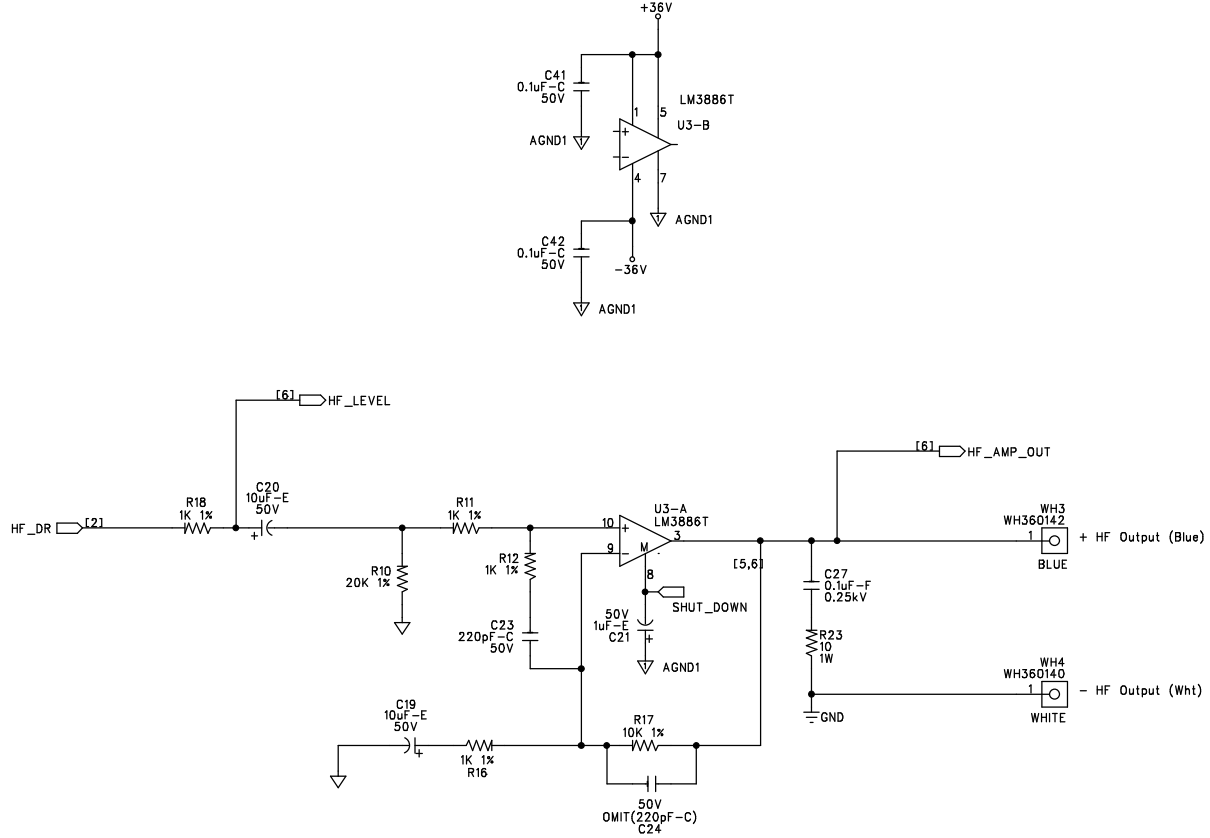 +36V
C41
0.1uF-C
50V
AGND1
1
5
LM3886T
U3-B
+
-
4
7
AGND1
C42
0.1uF-C
50V
-36V
AGND1
[6]
HF_LEVEL
HF_DR
[2]
R18
1K 1%
C20
10uF-E
50V
+
R10
20K 1%
R11
1K 1%
R12
1K 1%
C23
220pF-C
50V
U3-A
LM3886T
10
+
9
-
M
3
8
SHUT_DOWN
50V
1uF-E
C21
+
AGND1
[5,6]
[6]
HF_AMP_OUT
C27
0.1uF-F
0.25kV
R23
10
1W
GND
WH3
WH360142
1
BLUE
+ HF Output (Blue)
WH4
WH360140
1
WHITE
- HF Output (Wht)
C19
10uF-E
50V
+
1K 1%
R16
R17
10K 1%
50V
OMIT(220pF-C)
C24